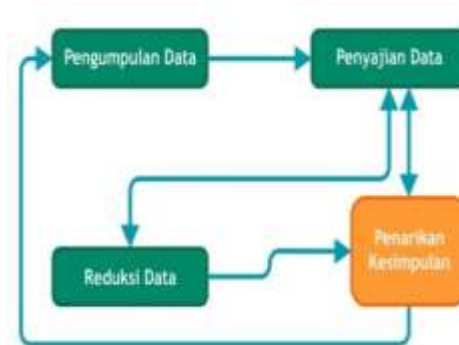 Pengumpulan Data
Penyajian Data
Reduksi Data
Penarikan
Kesimpulan